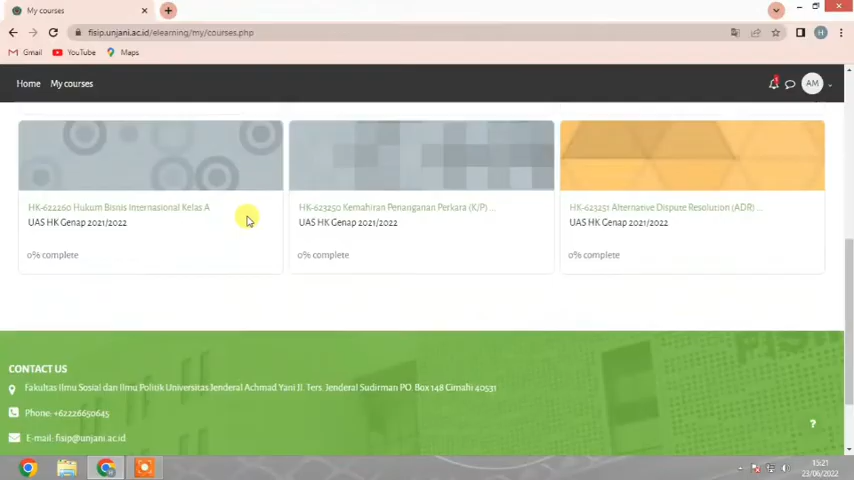 My courses
fisip.unjani.ac.id/elearning/my/courses.php
H
Gmail YouTube Maps
Home My courses
1 AM
HK-622260 Hukum Bisnis Internasional Kelas A
UAS HK Genap 2021/2022
0% complete
HK-623250 Kemahiran Penanganan Perkara (K/P) ...
UAS HK Genap 2021/2022
0% complete
HK-623251 Alternative Dispute Resolution (ADR) ...
UAS HK Genap 2021/2022
0% complete
CONTACT US
Fakultas Ilmu Sosial dan Ilmu Politik Universitas Jenderal Achmad Yani Jl. Ters. Jenderal Sudirman PO. Box 148 Cimahi 40531
Phone: +62226650645
E-mail: fisip@unjani.ac.id
?
15:21
23/06/2022